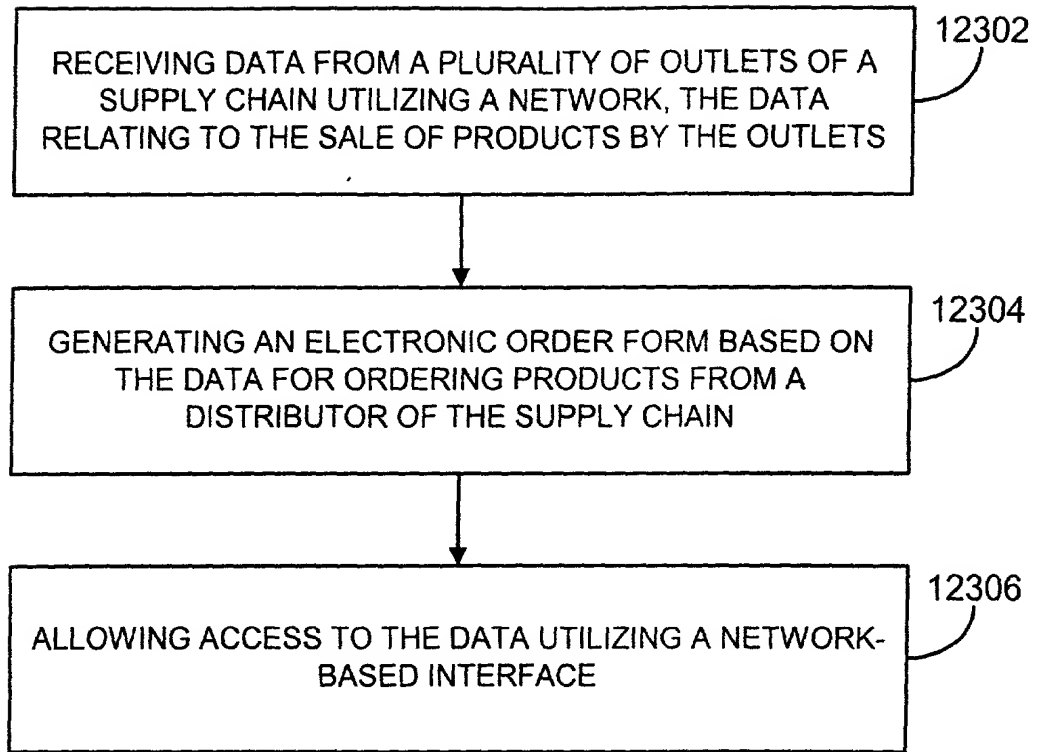 12302
RECEIVING DATA FROM A PLURALITY OF OUTLETS OF A
SUPPLY CHAIN UTILIZING A NETWORK, THE DATA
RELATING TO THE SALE OF PRODUCTS BY THE OUTLETS
12304
GENERATING AN ELECTRONIC ORDER FORM BASED ON
THE DATA FOR ORDERING PRODUCTS FROM A
DISTRIBUTOR OF THE SUPPLY CHAIN
12306
ALLOWING ACCESS TO THE DATA UTILIZING A NETWORK-
BASED INTERFACE